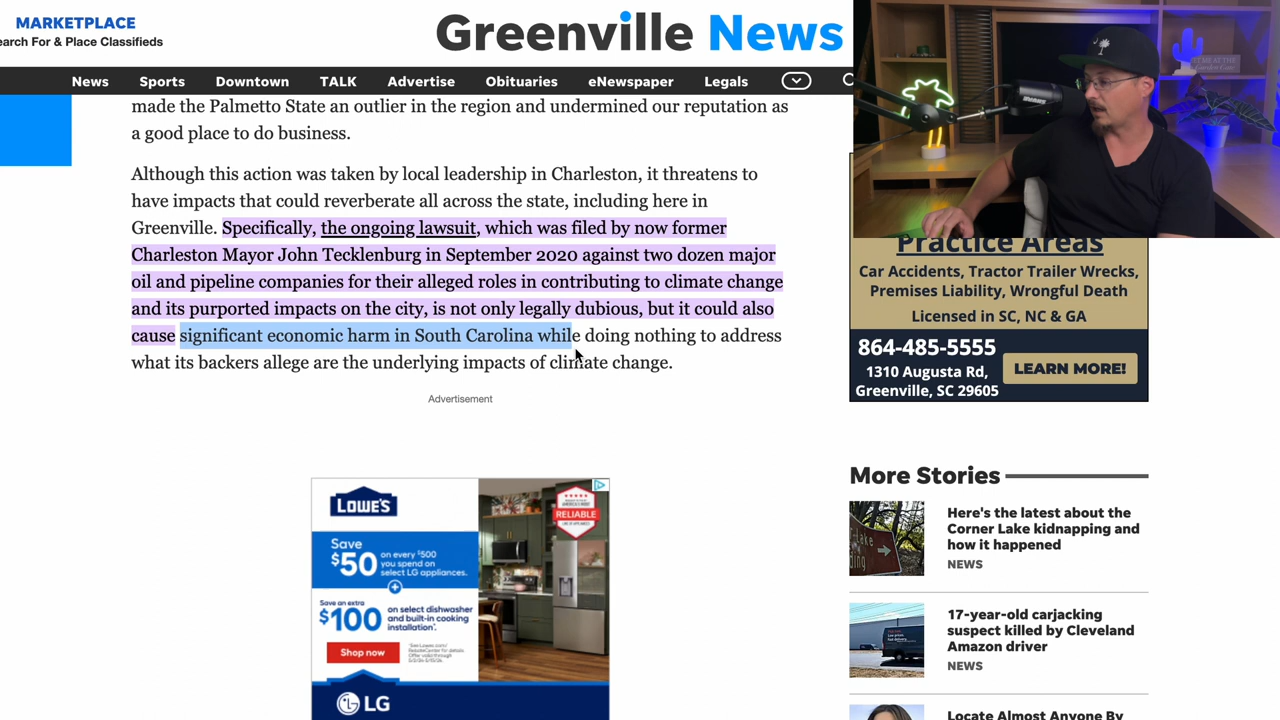 MARKETPLACE
earch For & Place Classifieds
Greenville News
News Sports Downtown TALK Advertise Obituaries eNewspaper Legals
made the Palmetto State an outlier in the region and undermined our reputation as
a good place to do business.
Although this action was taken by local leadership in Charleston, it threatens to
have impacts that could reverberate all across the state, including here in
Greenville. Specifically, the ongoing lawsuit, which was filed by now former
Charleston Mayor John Tecklenburg in September 2020 against two dozen major
oil and pipeline companies for their alleged roles in contributing to climate change
and its purported impacts on the city, is not only legally dubious, but it could also
cause significant economic harm in South Carolina while doing nothing to address
what its backers allege are the underlying impacts of climate change.
Advertisement
LOWE'S
Save
$50 on every $500
you spend on
select LG appliances.
Save an extra
$100 on select dishwasher
and built-in cooking
installation*.
Shop now
RELIABLE
LG
Practice Areas
Car Accidents, Tractor Trailer Wrecks,
Premises Liability, Wrongful Death
Licensed in SC, NC & GA
864-485-5555
1310 Augusta Rd,
Greenville, SC 29605
LEARN MORE!
More Stories
Here's the latest about the
Corner Lake kidnapping and
how it happened
NEWS
17-year-old carjacking
suspect killed by Cleveland
Amazon driver
NEWS
Locate Almost Anyone By